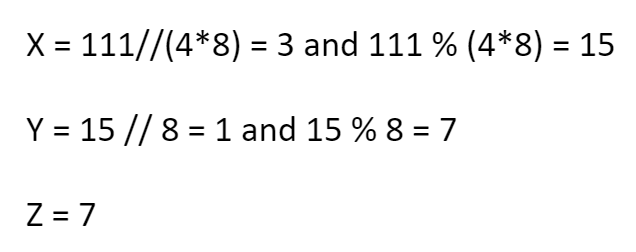 X = 111//(4*8) = 3 and 111 % (4*8) = 15
Y = 15 // 8 = 1 and 15 % 8 = 7
Z = 7